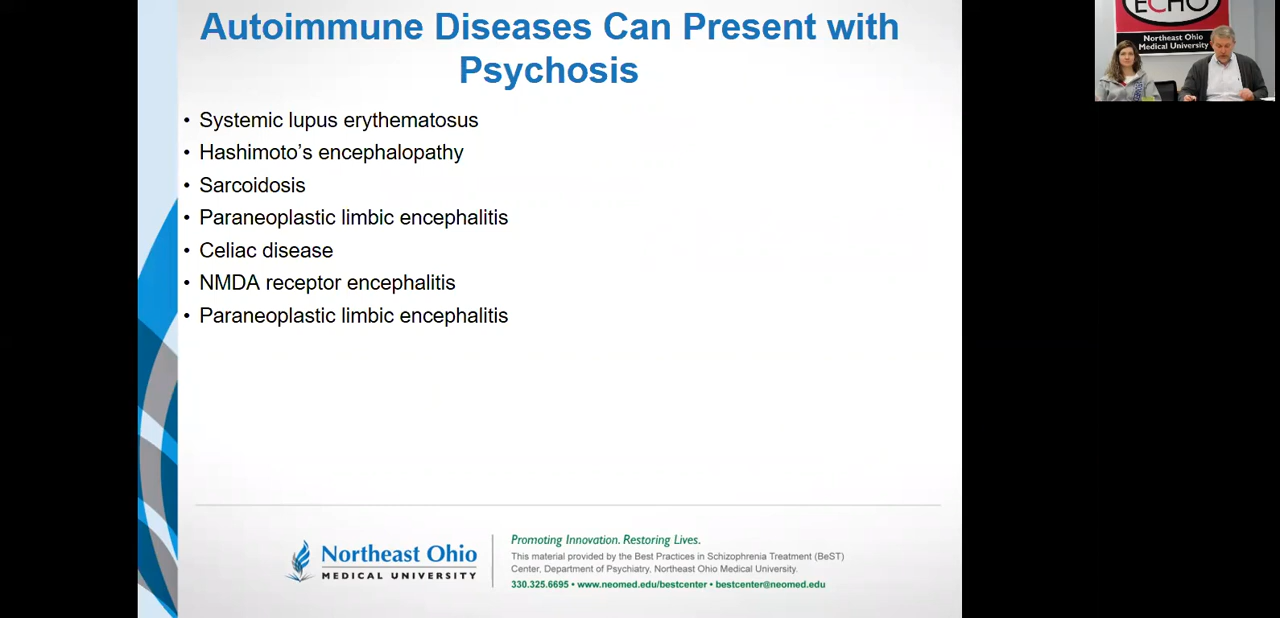 Autoimmune Diseases Can Present with
Psychosis
• Systemic lupus erythematosus
• Hashimoto’s encephalopathy
• Sarcoidosis
• Paraneoplastic limbic encephalitis
• Celiac disease
• NMDA receptor encephalitis
• Paraneoplastic limbic encephalitis
Northeast Ohio
MEDICAL UNIVERSITY
Promoting Innovation. Restoring Lives.
This material provided by the Best Practices in Schizophrenia Treatment (BeST)
Center, Department of Psychiatry, Northeast Ohio Medical University.
330.325.6695 • www.neomed.edu/bestcenter • bestcenter@neomed.edu
ECHO
Northeast Ohio
Medical University